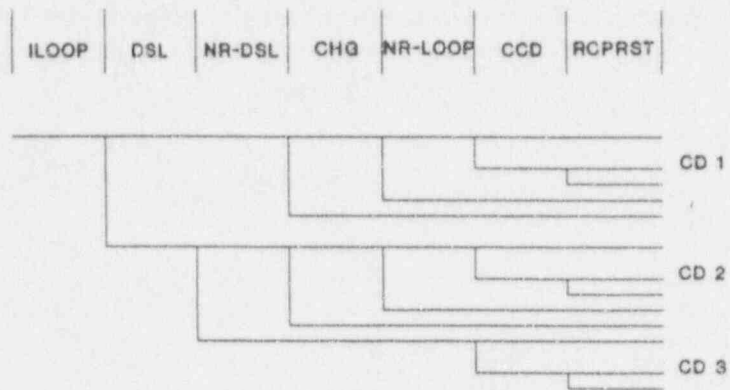 ILOOP DSL NR-DSL CHG NR-LOOP CCD RCPRST
CD 1
CD 2
CD 3